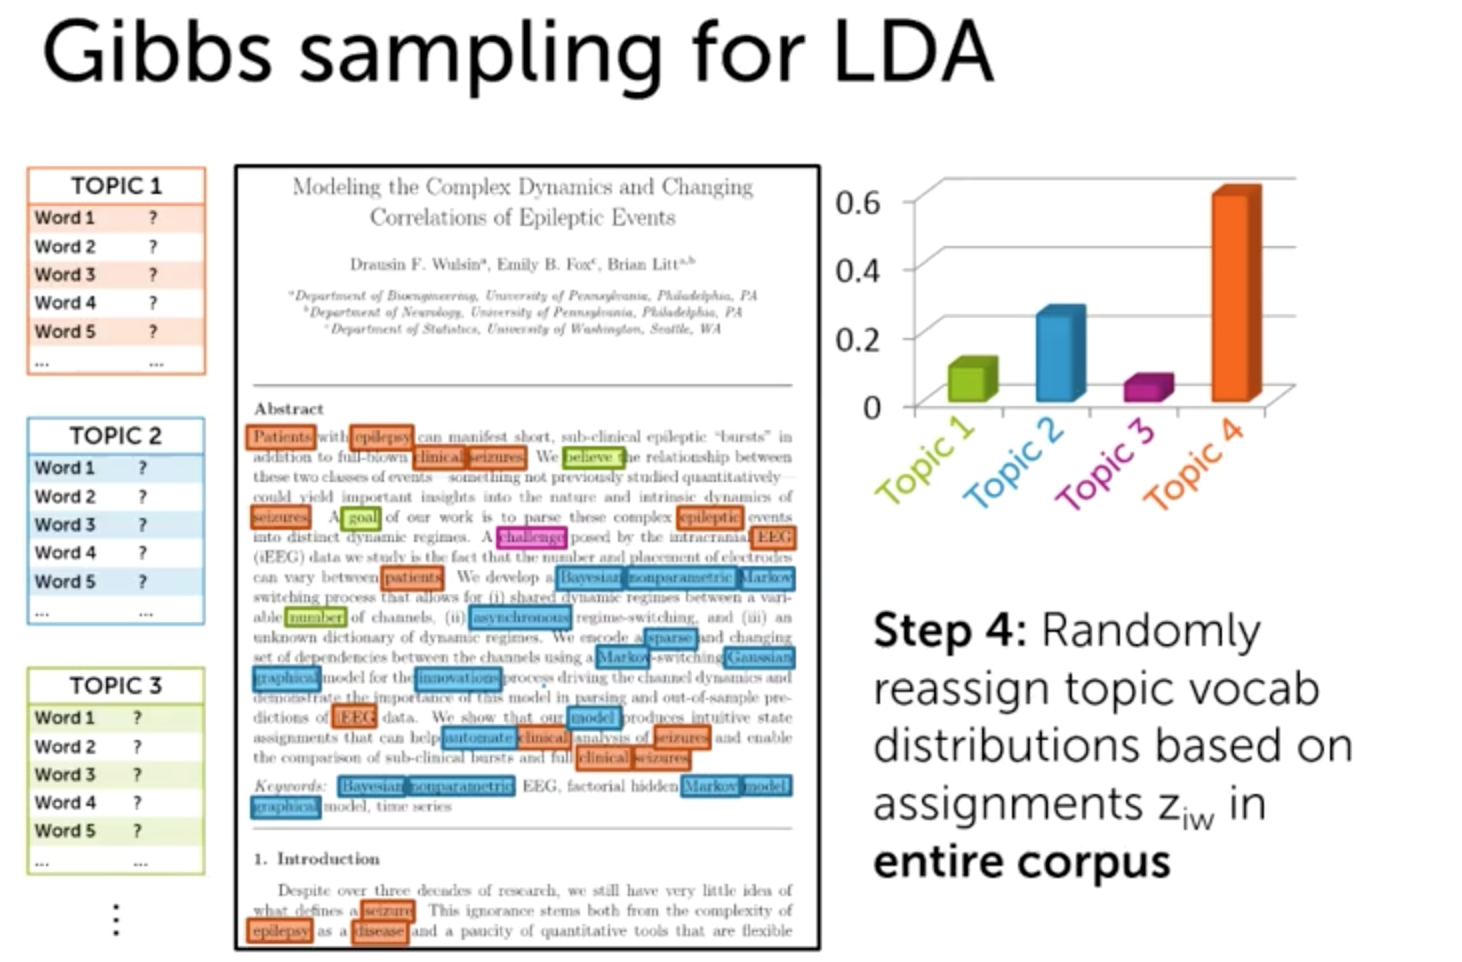 Gibbs sampling for LDA
TOPIC 1
Word 1 ?
Word 2 ?
Word 3 ?
Word 4 ?
Word 5 ?
... ...
TOPIC 2
Word 1 ?
Word 2 ?
Word 3 ?
Word 4 ?
Word 5 ?
... ...
TOPIC 3
Word 1 ?
Word 2 ?
Word 3 ?
Word 4 ?
Word 5 ?
... ...
⋮
Modeling the Complex Dynamics and Changing
Correlations of Epileptic Events
Drausin F. Wulsinᵃ, Emily B. Foxᶜ, Brian Littᵃ,ᵇ
ᵃDepartment of Bioengineering, University of Pennsylvania, Philadelphia, PA
ᵇDepartment of Neurology, University of Pennsylvania, Philadelphia, PA
ᶜDepartment of Statistics, University of Washington, Seattle, WA
Abstract
Patients with epilepsy can manifest short, sub-clinical epileptic “bursts” in
addition to full-blown clinical seizures. We believe the relationship between
these two classes of events something not previously studied quantitatively
could yield important insights into the nature and intrinsic dynamics of
seizures. A goal of our work is to parse these complex epileptic events
into distinct dynamic regimes. A challenge posed by the intracranial EEG
(iEEG) data we study is the fact that the number and placement of electrodes
can vary between patients. We develop a Bayesian nonparametric Markov
switching process that allows for (i) shared dynamic regimes between a vari-
able number of channels, (ii) asynchronous regime-switching, and (iii) an
unknown dictionary of dynamic regimes. We encode a sparse and changing
set of dependencies between the channels using a Markov-switching Gaussian
graphical model for the innovations process driving the channel dynamics and
demonstrate the importance of this model in parsing and out-of-sample pre-
dictions of iEEG data. We show that our model produces intuitive state
assignments that can help automate clinical analysis of seizures and enable
the comparison of sub-clinical bursts and full clinical seizures.
Keywords: Bayesian nonparametric EEG, factorial hidden Markov model,
graphical model, time series
1. Introduction
Despite over three decades of research, we still have very little idea of
what defines a seizure. This ignorance stems both from the complexity of
epilepsy as a disease and a paucity of quantitative tools that are flexible
0.6
0.4
0.2
0
Topic 1
Topic 2
Topic 3
Topic 4
Step 4: Randomly
reassign topic vocab
distributions based on
assignments z_iw in
entire corpus